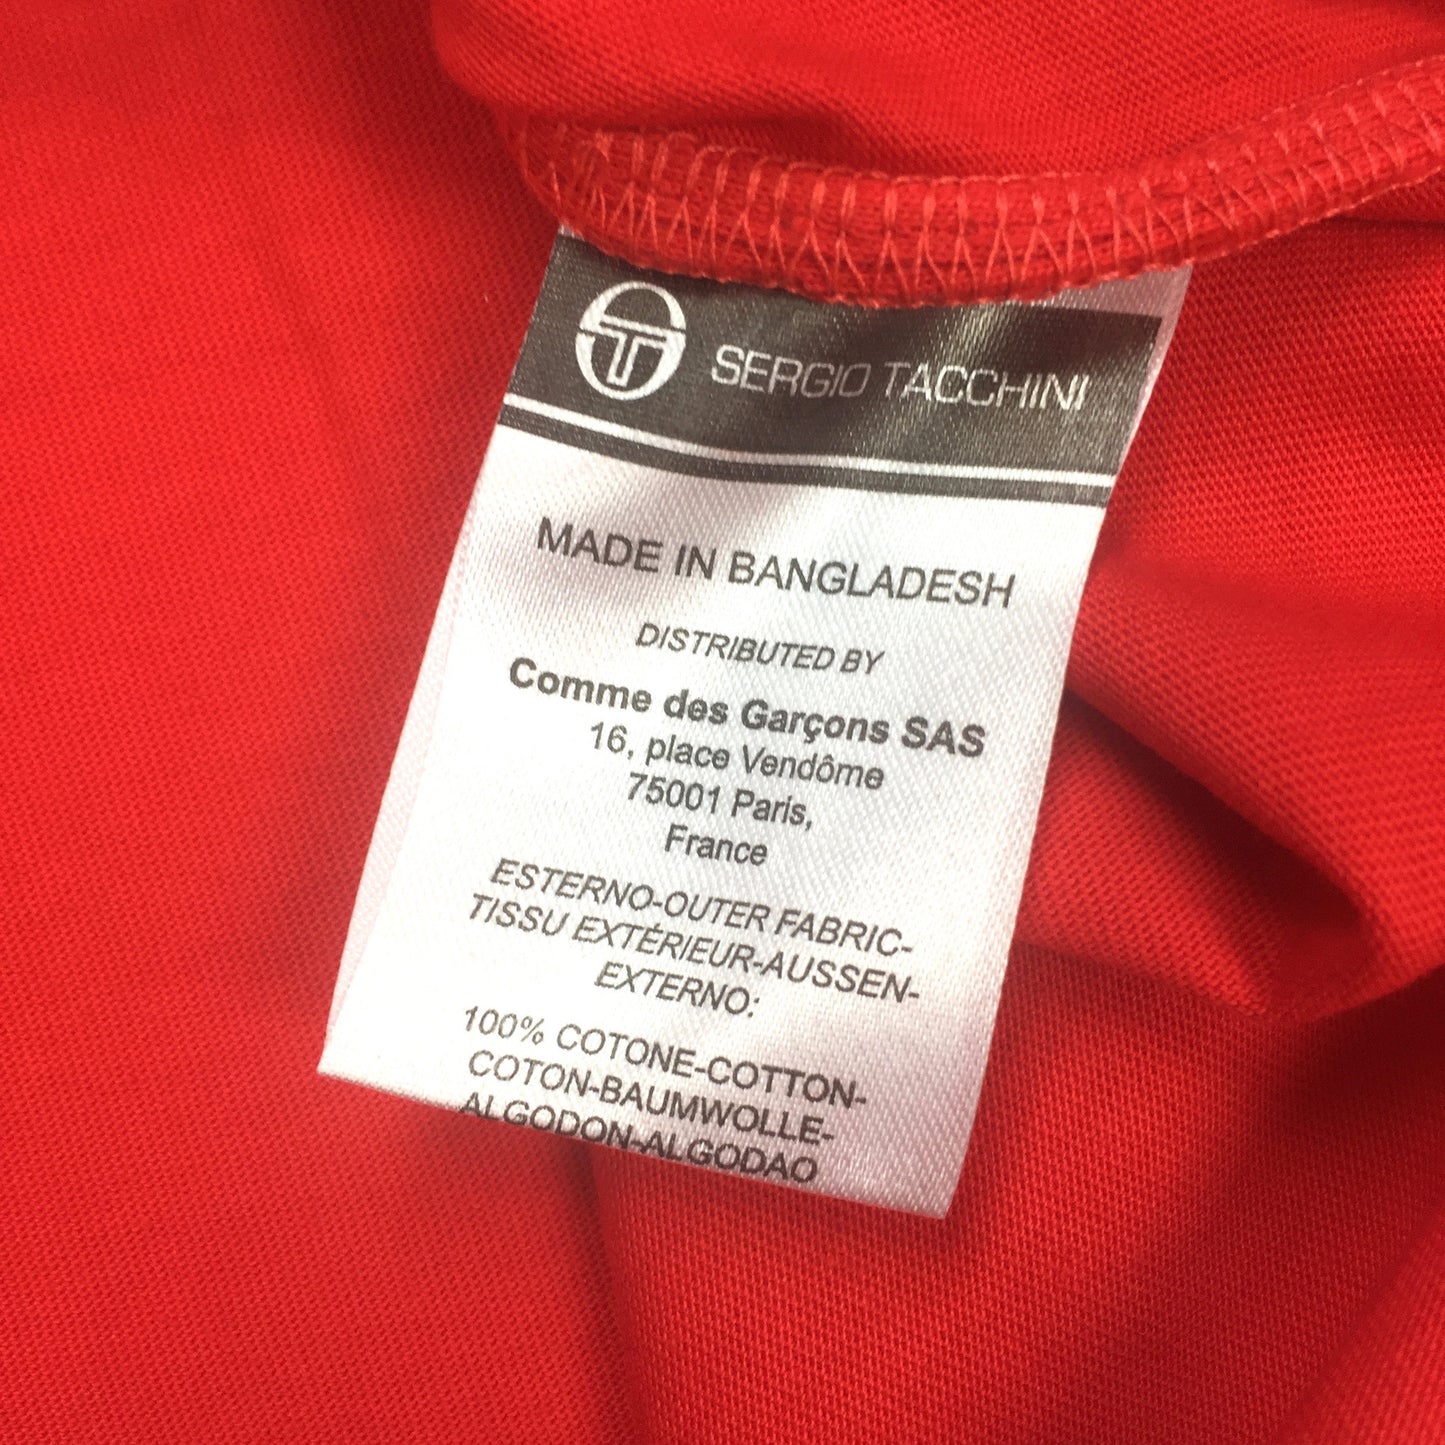 SERGIO TACCHINI
MADE IN BANGLADESH
DISTRIBUTED BY
Comme des Garçons SAS
16, place Vendôme
75001 Paris,
France
ESTERNO-OUTER FABRIC-
TISSU EXTÉRIEUR-AUSSEN-
EXTERNO:
100% COTONE-COTTON-
COTON-BAUMWOLLE-
ALGODON-ALGODAO